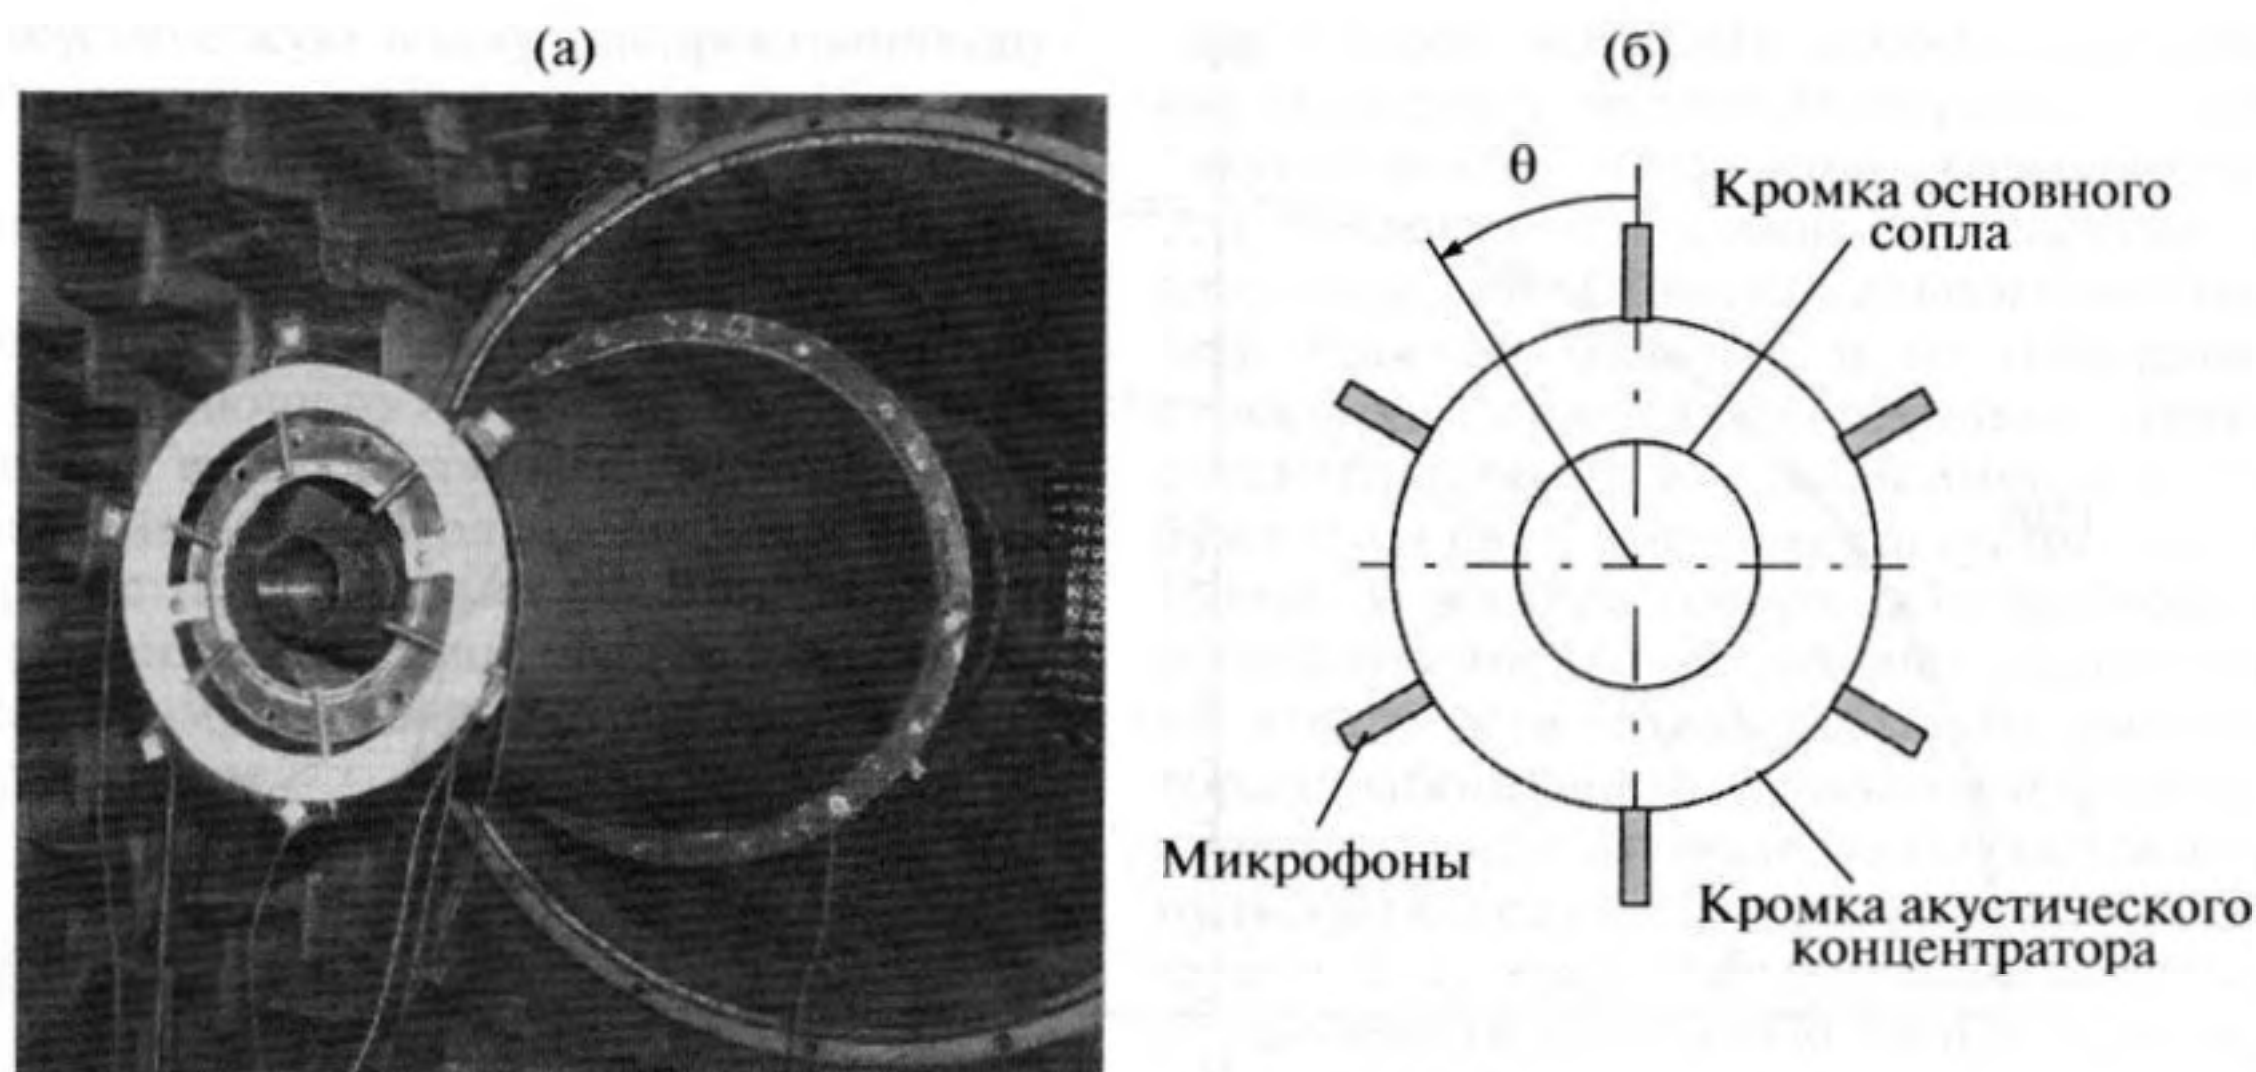 (а)
(б)
θ
Кромка основного
сопла
Микрофоны
Кромка акустического
концентратора